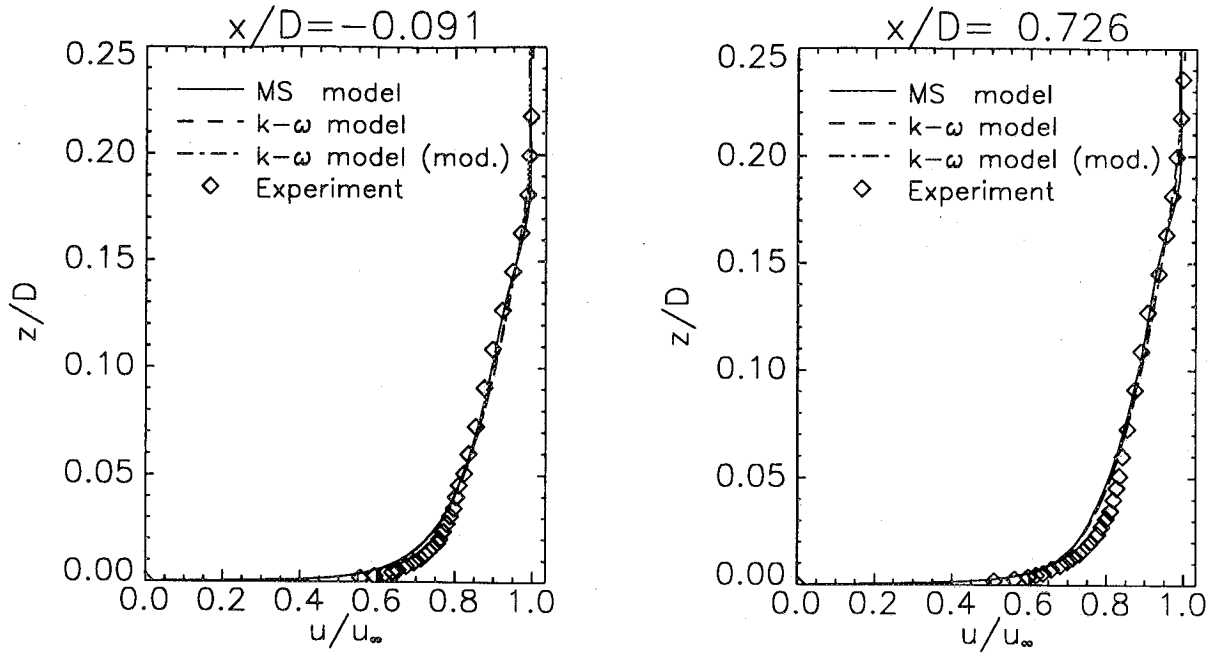 x/D=−0.091
0.25
0.20
0.15
0.10
0.05
0.00
z/D
MS model
k−ω model
k−ω model (mod.)
Experiment
0.0 0.2 0.4 0.6 0.8 1.0
u/u∞
x/D= 0.726
0.25
0.20
0.15
0.10
0.05
0.00
z/D
MS model
k−ω model
k−ω model (mod.)
Experiment
0.0 0.2 0.4 0.6 0.8 1.0
u/u∞